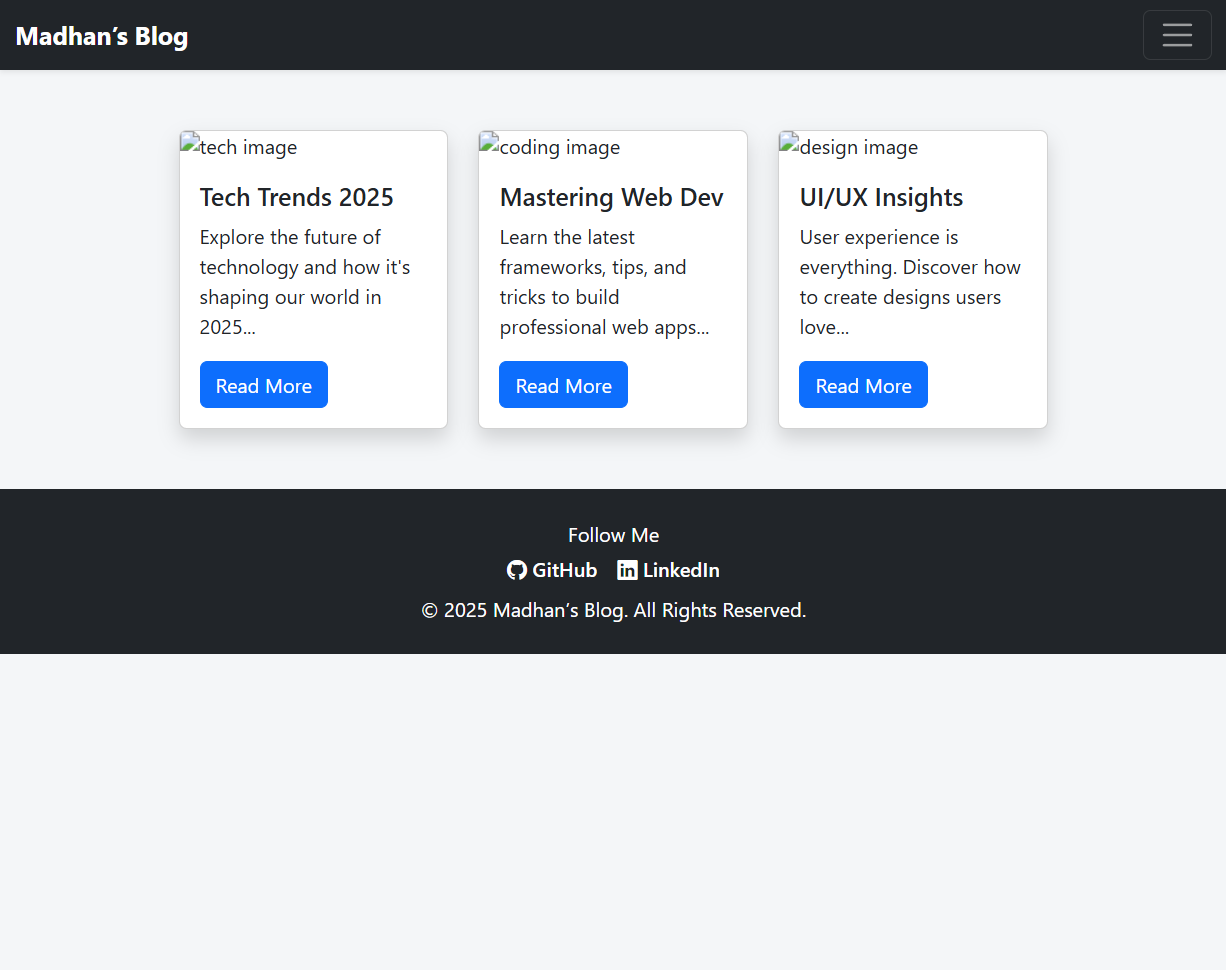 Madhan’s Blog
tech image
Tech Trends 2025
Explore the future of
technology and how it's
shaping our world in
2025...
Read More
coding image
Mastering Web Dev
Learn the latest
frameworks, tips, and
tricks to build
professional web apps...
Read More
design image
UI/UX Insights
User experience is
everything. Discover how
to create designs users
love...
Read More
Follow Me
GitHub LinkedIn
© 2025 Madhan’s Blog. All Rights Reserved.